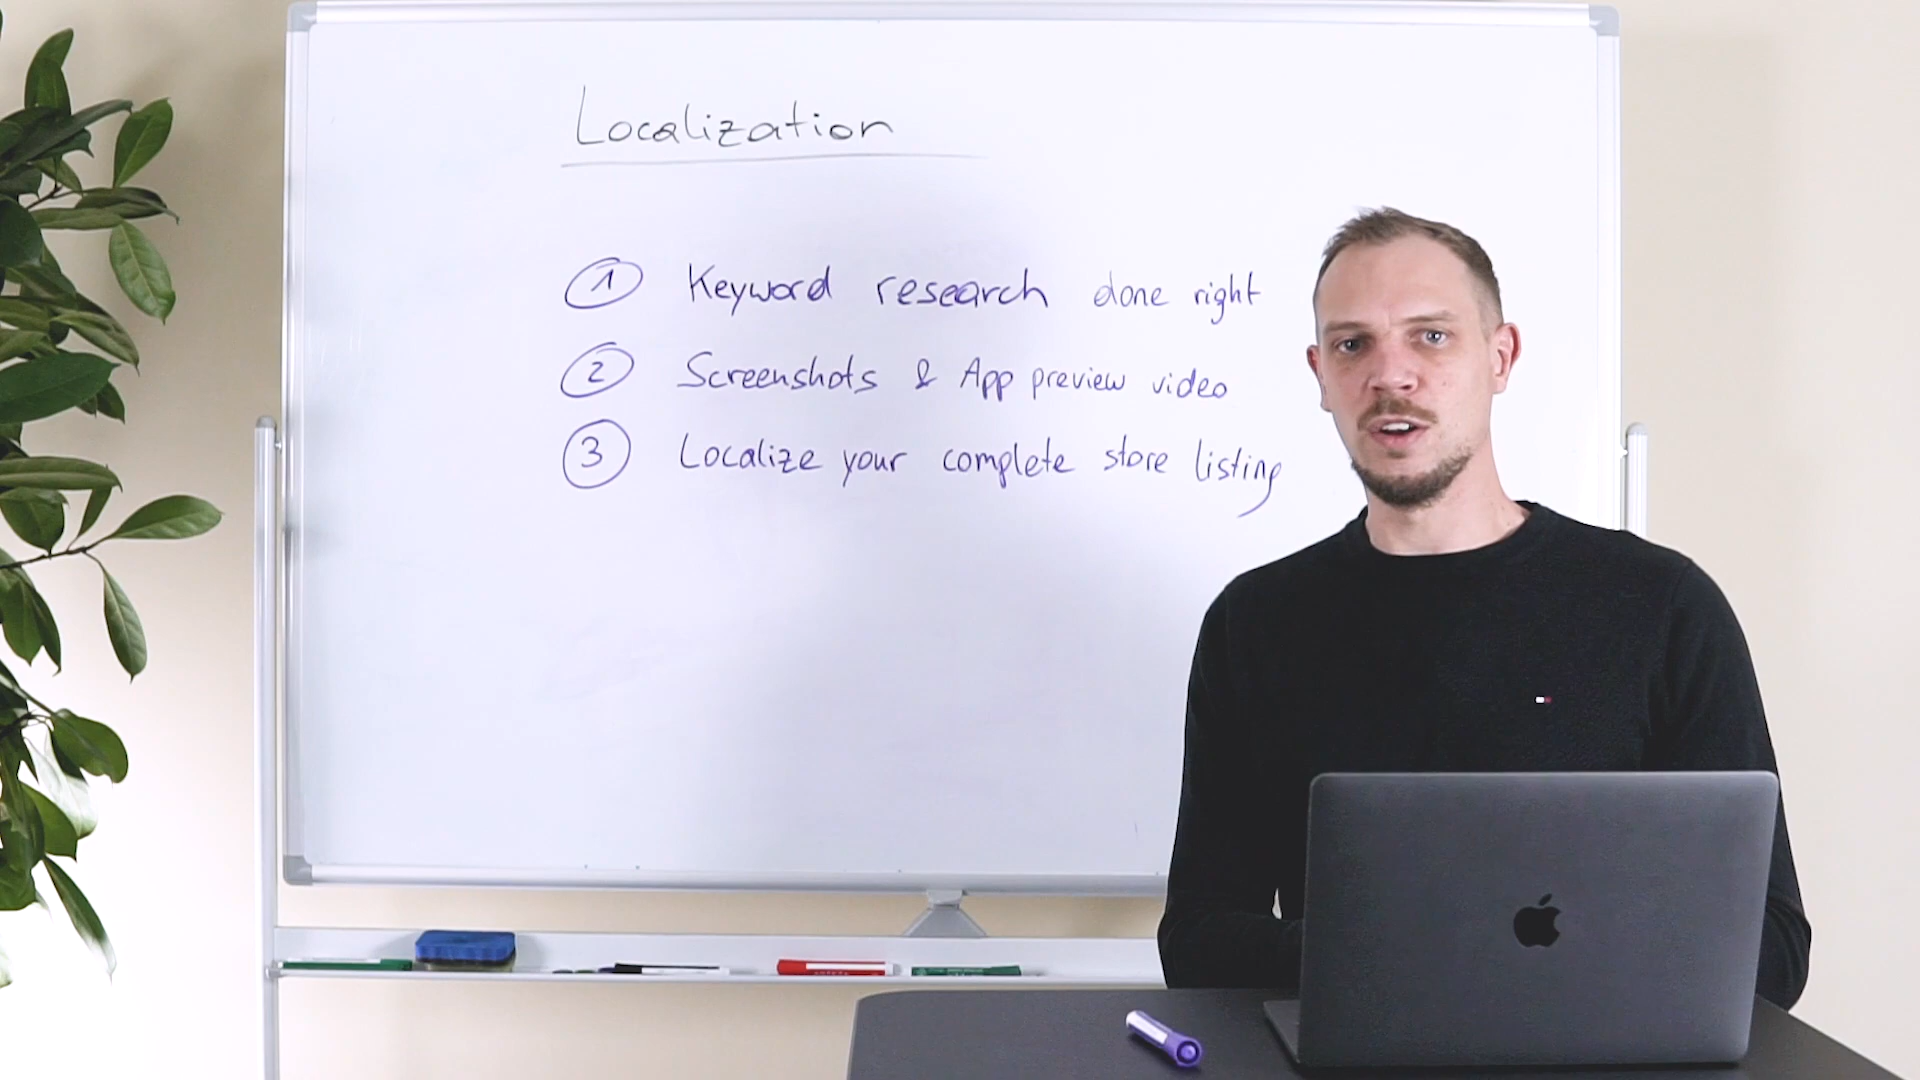 Localization
1 Keyword research done right
2 Screenshots & App preview video
3 Localize your complete store listing